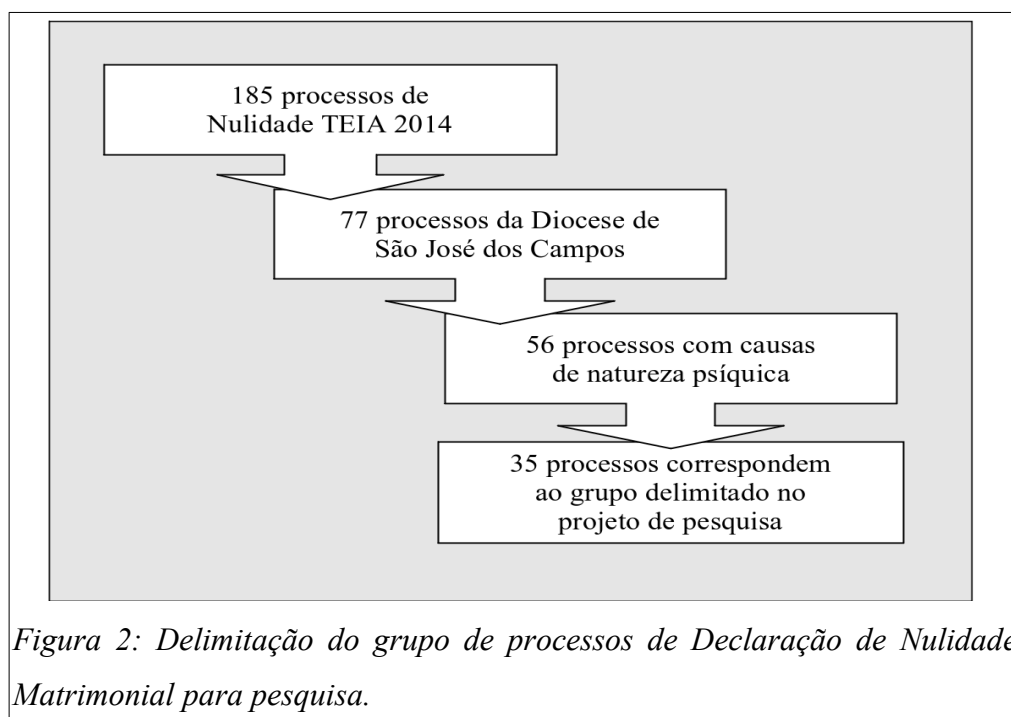 185 processos de
Nulidade TEIA 2014
77 processos da Diocese de
São José dos Campos
56 processos com causas
de natureza psíquica
35 processos correspondem
ao grupo delimitado no
projeto de pesquisa
Figura 2: Delimitação do grupo de processos de Declaração de Nulidade
Matrimonial para pesquisa.